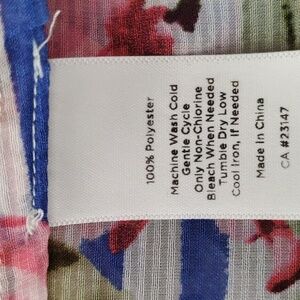 100% Polyester
Machine Wash Cold
Gentle Cycle
Only Non-Chlorine
Bleach When Needed
Tumble Dry Low
Cool Iron, If Needed
Made In China
CA #23147